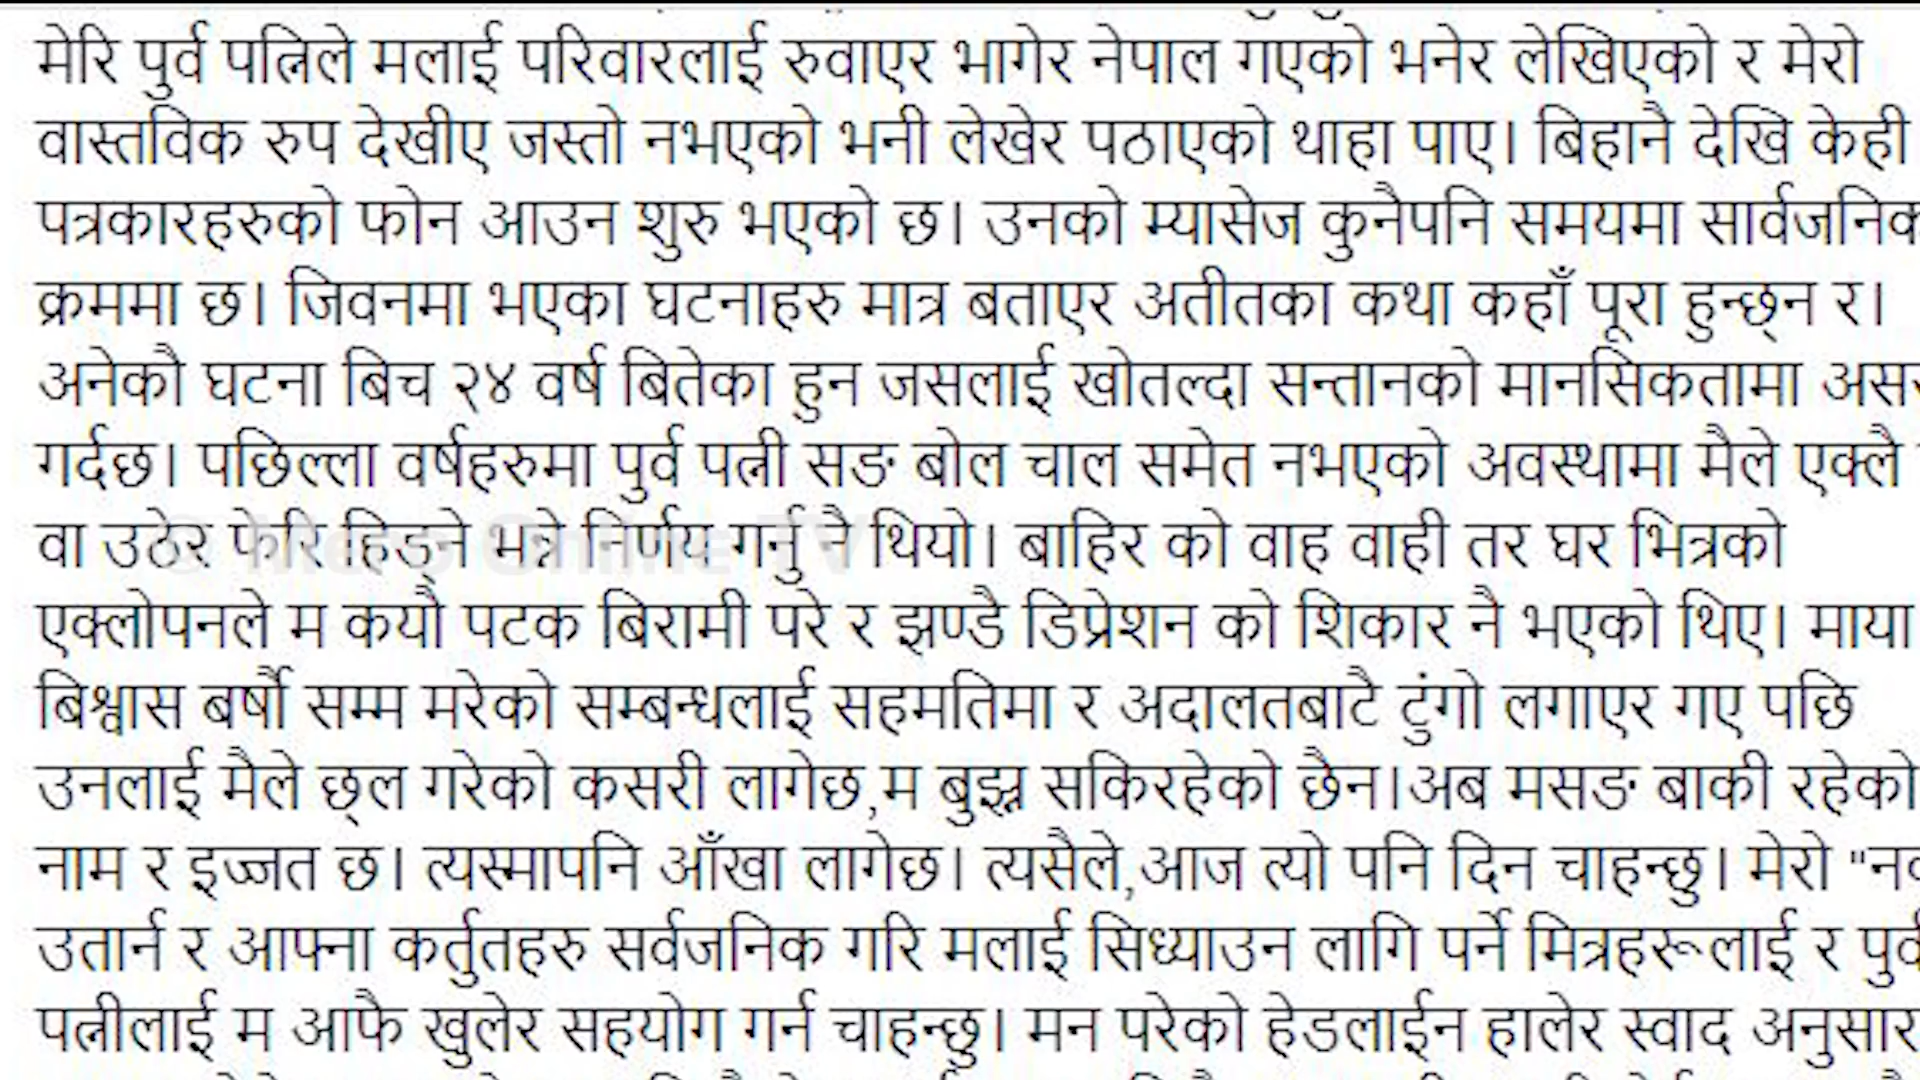 मेरि पुर्व पत्निले मलाई परिवारलाई रुवाएर भागेर नेपाल गएको भनेर लेखिएको र मेरो
वास्तविक रुप देखीए जस्तो नभएको भनी लेखेर पठाएको थाहा पाए। बिहानै देखि केही
पत्रकारहरुको फोन आउन शुरु भएको छ। उनको म्यासेज कुनैपनि समयमा सार्वजनिक
क्रममा छ। जिवनमा भएका घटनाहरु मात्र बताएर अतीतका कथा कहाँ पूरा हुन्छ्न र।
अनेकौ घटना बिच २४ वर्ष बितेका हुन जसलाई खोतल्दा सन्तानको मानसिकतामा
गर्दछ। पछिल्ला वर्षहरुमा पुर्व पत्नी सङ बोल चाल समेत नभएको अवस्थामा मैले एक्लै
वा उठेर फेरि हिड्ने भन्ने निर्णय गर्नु नै थियो। बाहिर को वाह वाही तर घर भित्रको
© Mero Online TV
एक्लोपनले म कयौ पटक बिरामी परे र झण्डै डिप्रेशन को शिकार नै भएको थिए। माया
बिश्वास बर्षौ सम्म मरेको सम्बन्धलाई सहमतिमा र अदालतबाटै टुंगो लगाएर गए पछि
उनलाई मैले छ्ल गरेको कसरी लागेछ,म बुझ्न सकिरहेको छैन।अब मसङ बाकी रहेको
नाम र इज्जत छ। त्यस्मापनि आँखा लागेछ। त्यसैले,आज त्यो पनि दिन चाहन्छु। मेरो
उतार्न र आफ्ना कर्तुतहरु सर्वजनिक गरि मलाई सिध्याउन लागि पर्ने मित्रहरूलाई र पुर्व
पत्नीलाई म आफै खुलेर सहयोग गर्न चाहन्छु। मन परेको हेडलाईन हालेर स्वाद अनुसार